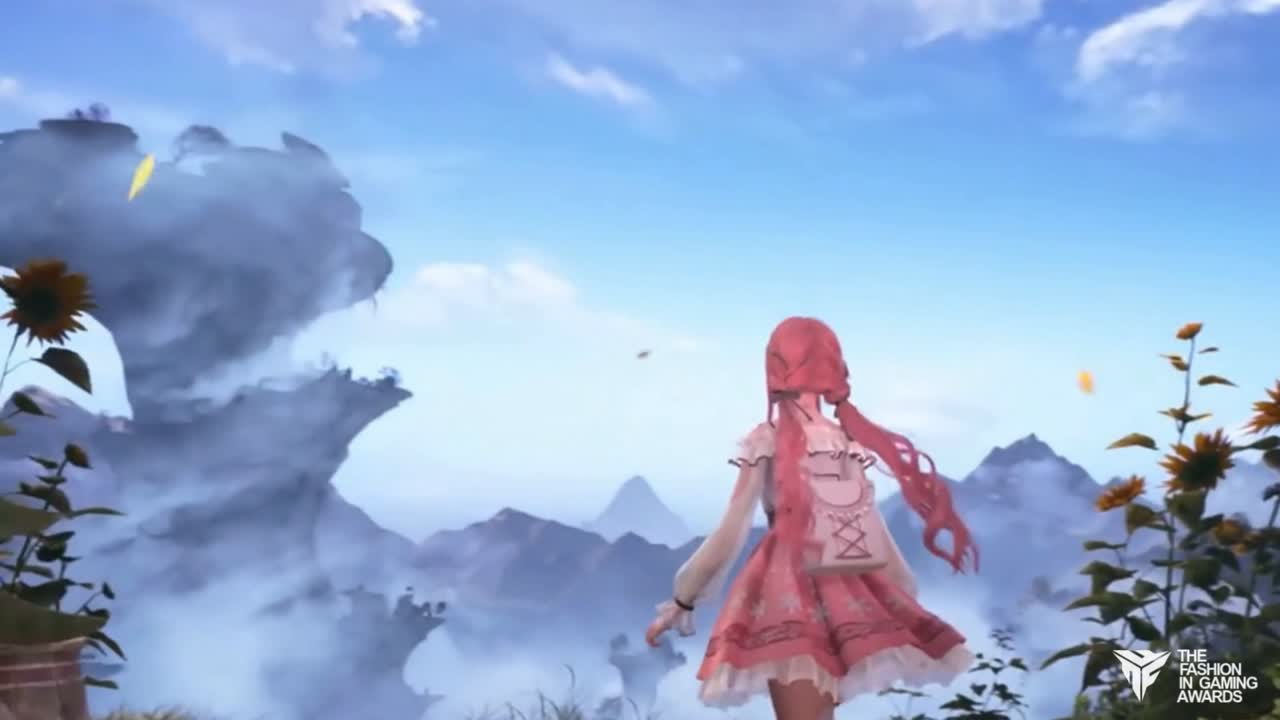 THE
FASHION
IN GAMING
AWARDS